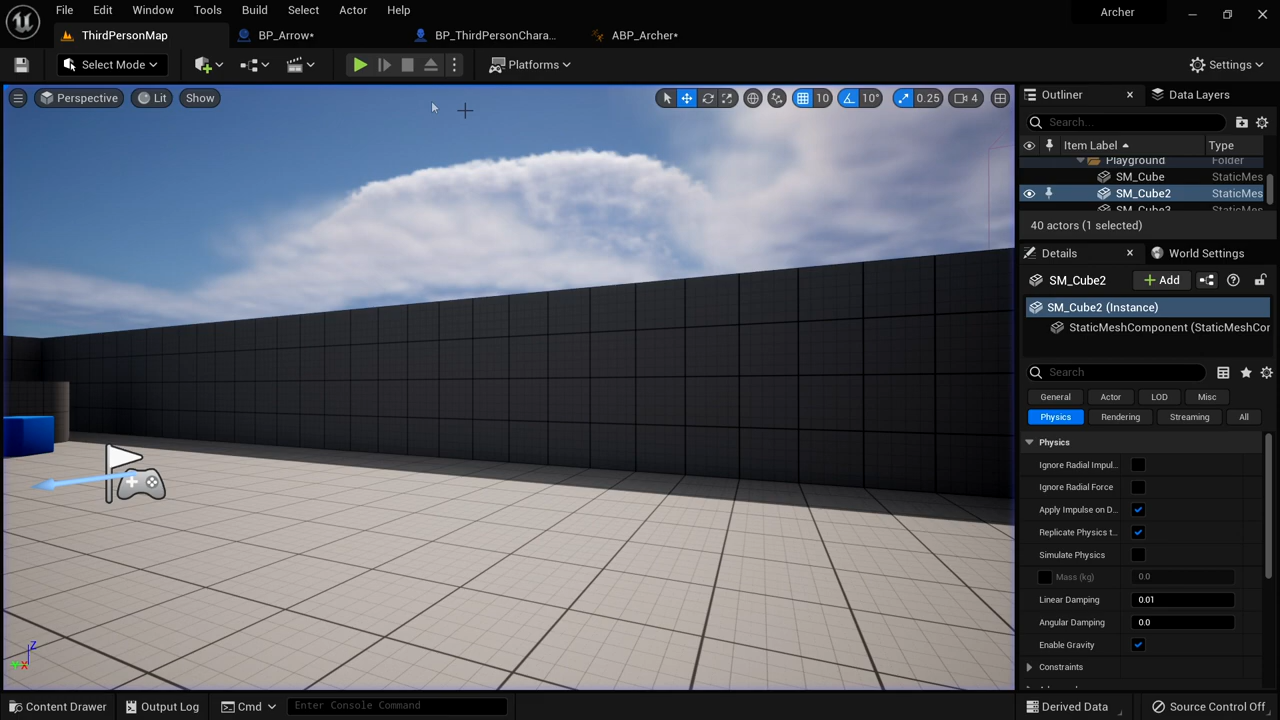 File Edit Window Tools Build Select Actor Help
Archer
ThirdPersonMap BP_Arrow* BP_ThirdPersonChara... ABP_Archer*
Select Mode Platforms Settings
Perspective Lit Show 10 10° 0.25 4
Outliner Data Layers
Search...
Item Label Type
Playground Folder
SM_Cube StaticMes
SM_Cube2 StaticMes
SM_Cube3 StaticMes
40 actors (1 selected)
Details World Settings
SM_Cube2 Add
SM_Cube2 (Instance)
StaticMeshComponent (StaticMeshCor
Search
General Actor LOD Misc
Physics Rendering Streaming All
Physics
Ignore Radial Impul...
Ignore Radial Force
Apply Impulse on D...
Replicate Physics t...
Simulate Physics
Mass (kg) 0.0
Linear Damping 0.01
Angular Damping 0.0
Enable Gravity
Constraints
Z
X
Content Drawer Output Log Cmd Enter Console Command Derived Data Source Control Off